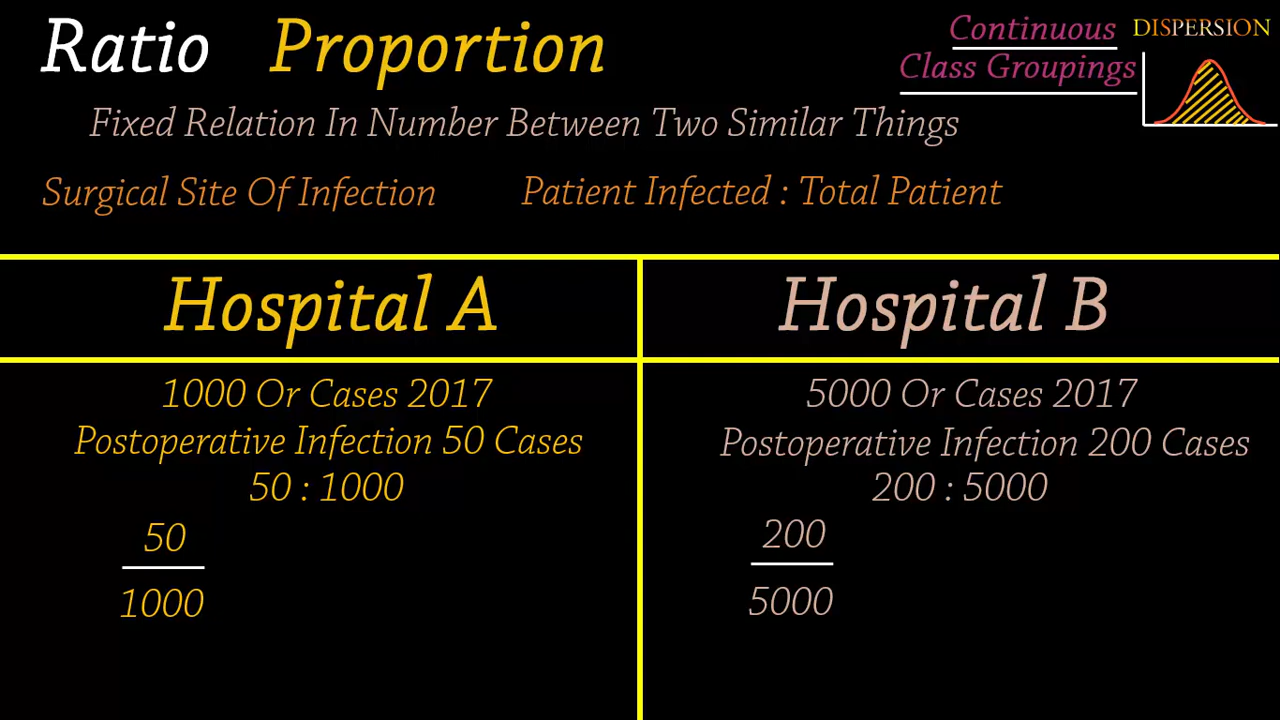 Ratio Proportion
Continuous
Class Groupings
DISPERSION
Fixed Relation In Number Between Two Similar Things
Surgical Site Of Infection
Patient Infected : Total Patient
Hospital A
Hospital B
1000 Or Cases 2017
Postoperative Infection 50 Cases
50 : 1000
50
1000
5000 Or Cases 2017
Postoperative Infection 200 Cases
200 : 5000
200
5000